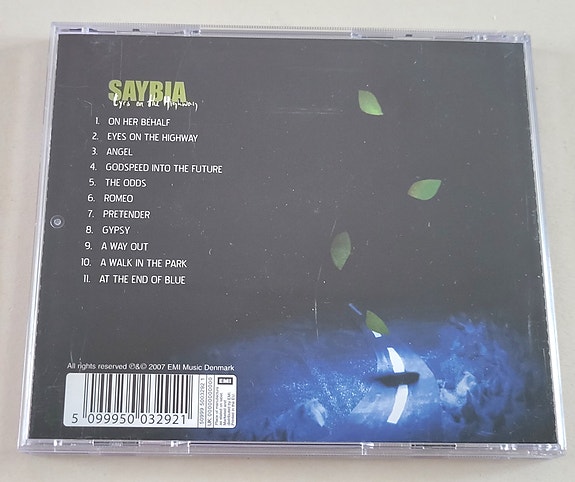 SAYBIA
Eyes on the Highway
1. ON HER BEHALF
2. EYES ON THE HIGHWAY
3. ANGEL
4. GODSPEED INTO THE FUTURE
5. THE ODDS
6. ROMEO
7. PRETENDER
8. GYPSY
9. A WAY OUT
10. A WALK IN THE PARK
11. AT THE END OF BLUE
All rights reserved ℗&© 2007 EMI Music Denmark
5 099950 032921
EMI